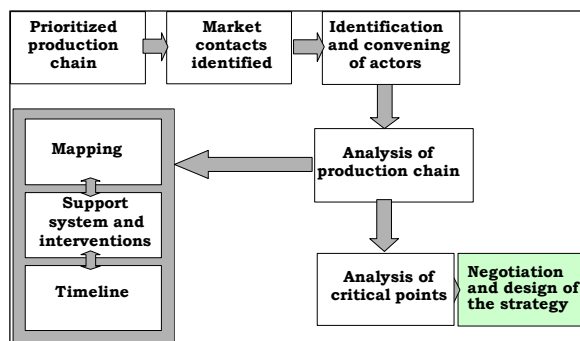 Prioritized
production
chain
Market
contacts
identified
Identification
and convening
of actors
Mapping
Support
system and
interventions
Timeline
Analysis of
production chain
Analysis of
critical points
Negotiation
and design of
the strategy